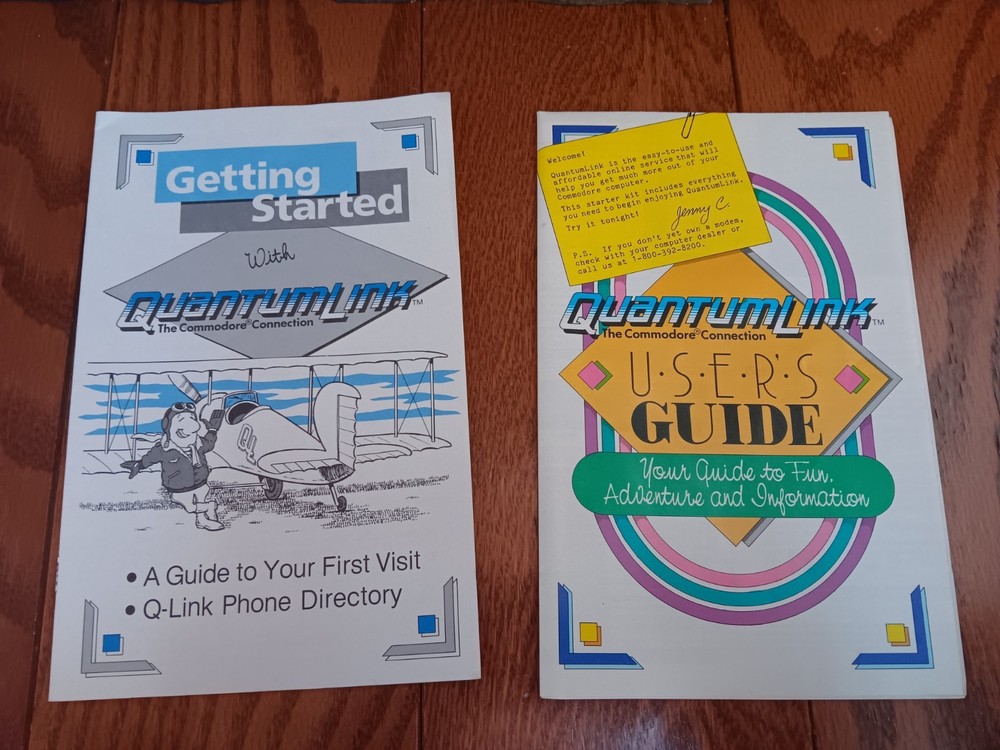 Getting
Started
With
QUANTUMLINK™
The Commodore® Connection
QL
• A Guide to Your First Visit
• Q-Link Phone Directory
Welcome!
QuantumLink is the easy-to-use and
affordable online service that will
help you get much more out of your
Commodore computer.
This starter kit includes everything
you need to begin enjoying QuantumLink.
Try it tonight!
Jenny C.
P.S. If you don't yet own a modem,
check with your computer dealer or
call us at 1-800-392-8200.
QUANTUMLINK™
The Commodore® Connection
U·S·E·R'·S
GUIDE
Your Guide to Fun,
Adventure and Information